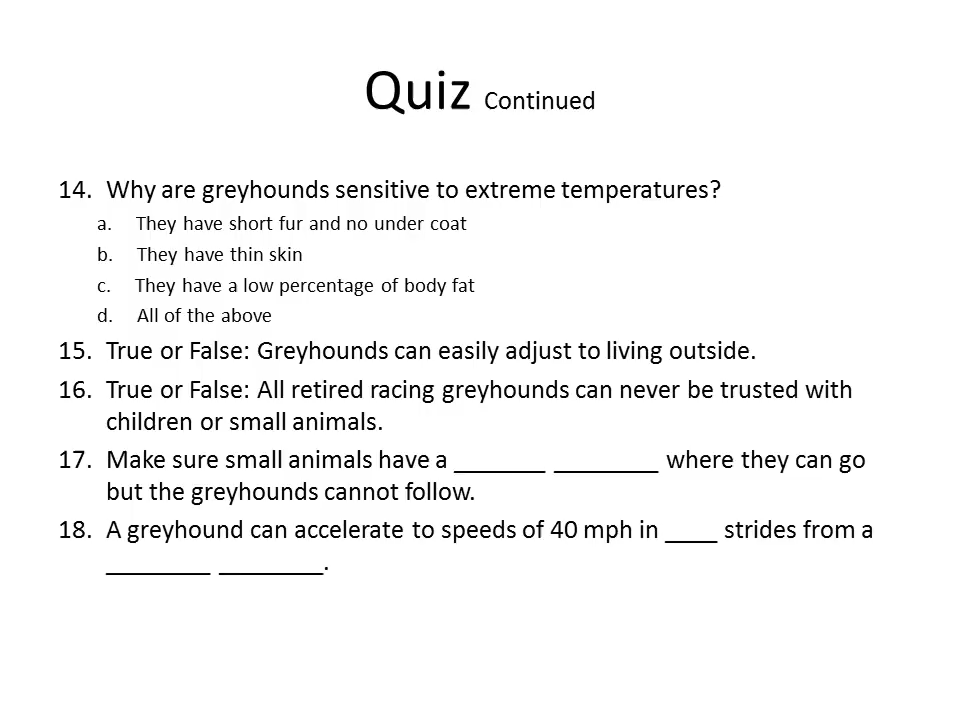 Quiz Continued
14. Why are greyhounds sensitive to extreme temperatures?
a. They have short fur and no under coat
b. They have thin skin
c. They have a low percentage of body fat
d. All of the above
15. True or False: Greyhounds can easily adjust to living outside.
16. True or False: All retired racing greyhounds can never be trusted with
children or small animals.
17. Make sure small animals have a _______ ________ where they can go
but the greyhounds cannot follow.
18. A greyhound can accelerate to speeds of 40 mph in ____ strides from a
________ ________.